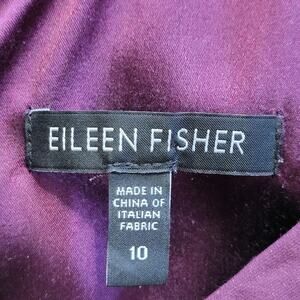 EILEEN FISHER
MADE IN
CHINA OF
ITALIAN
FABRIC
10